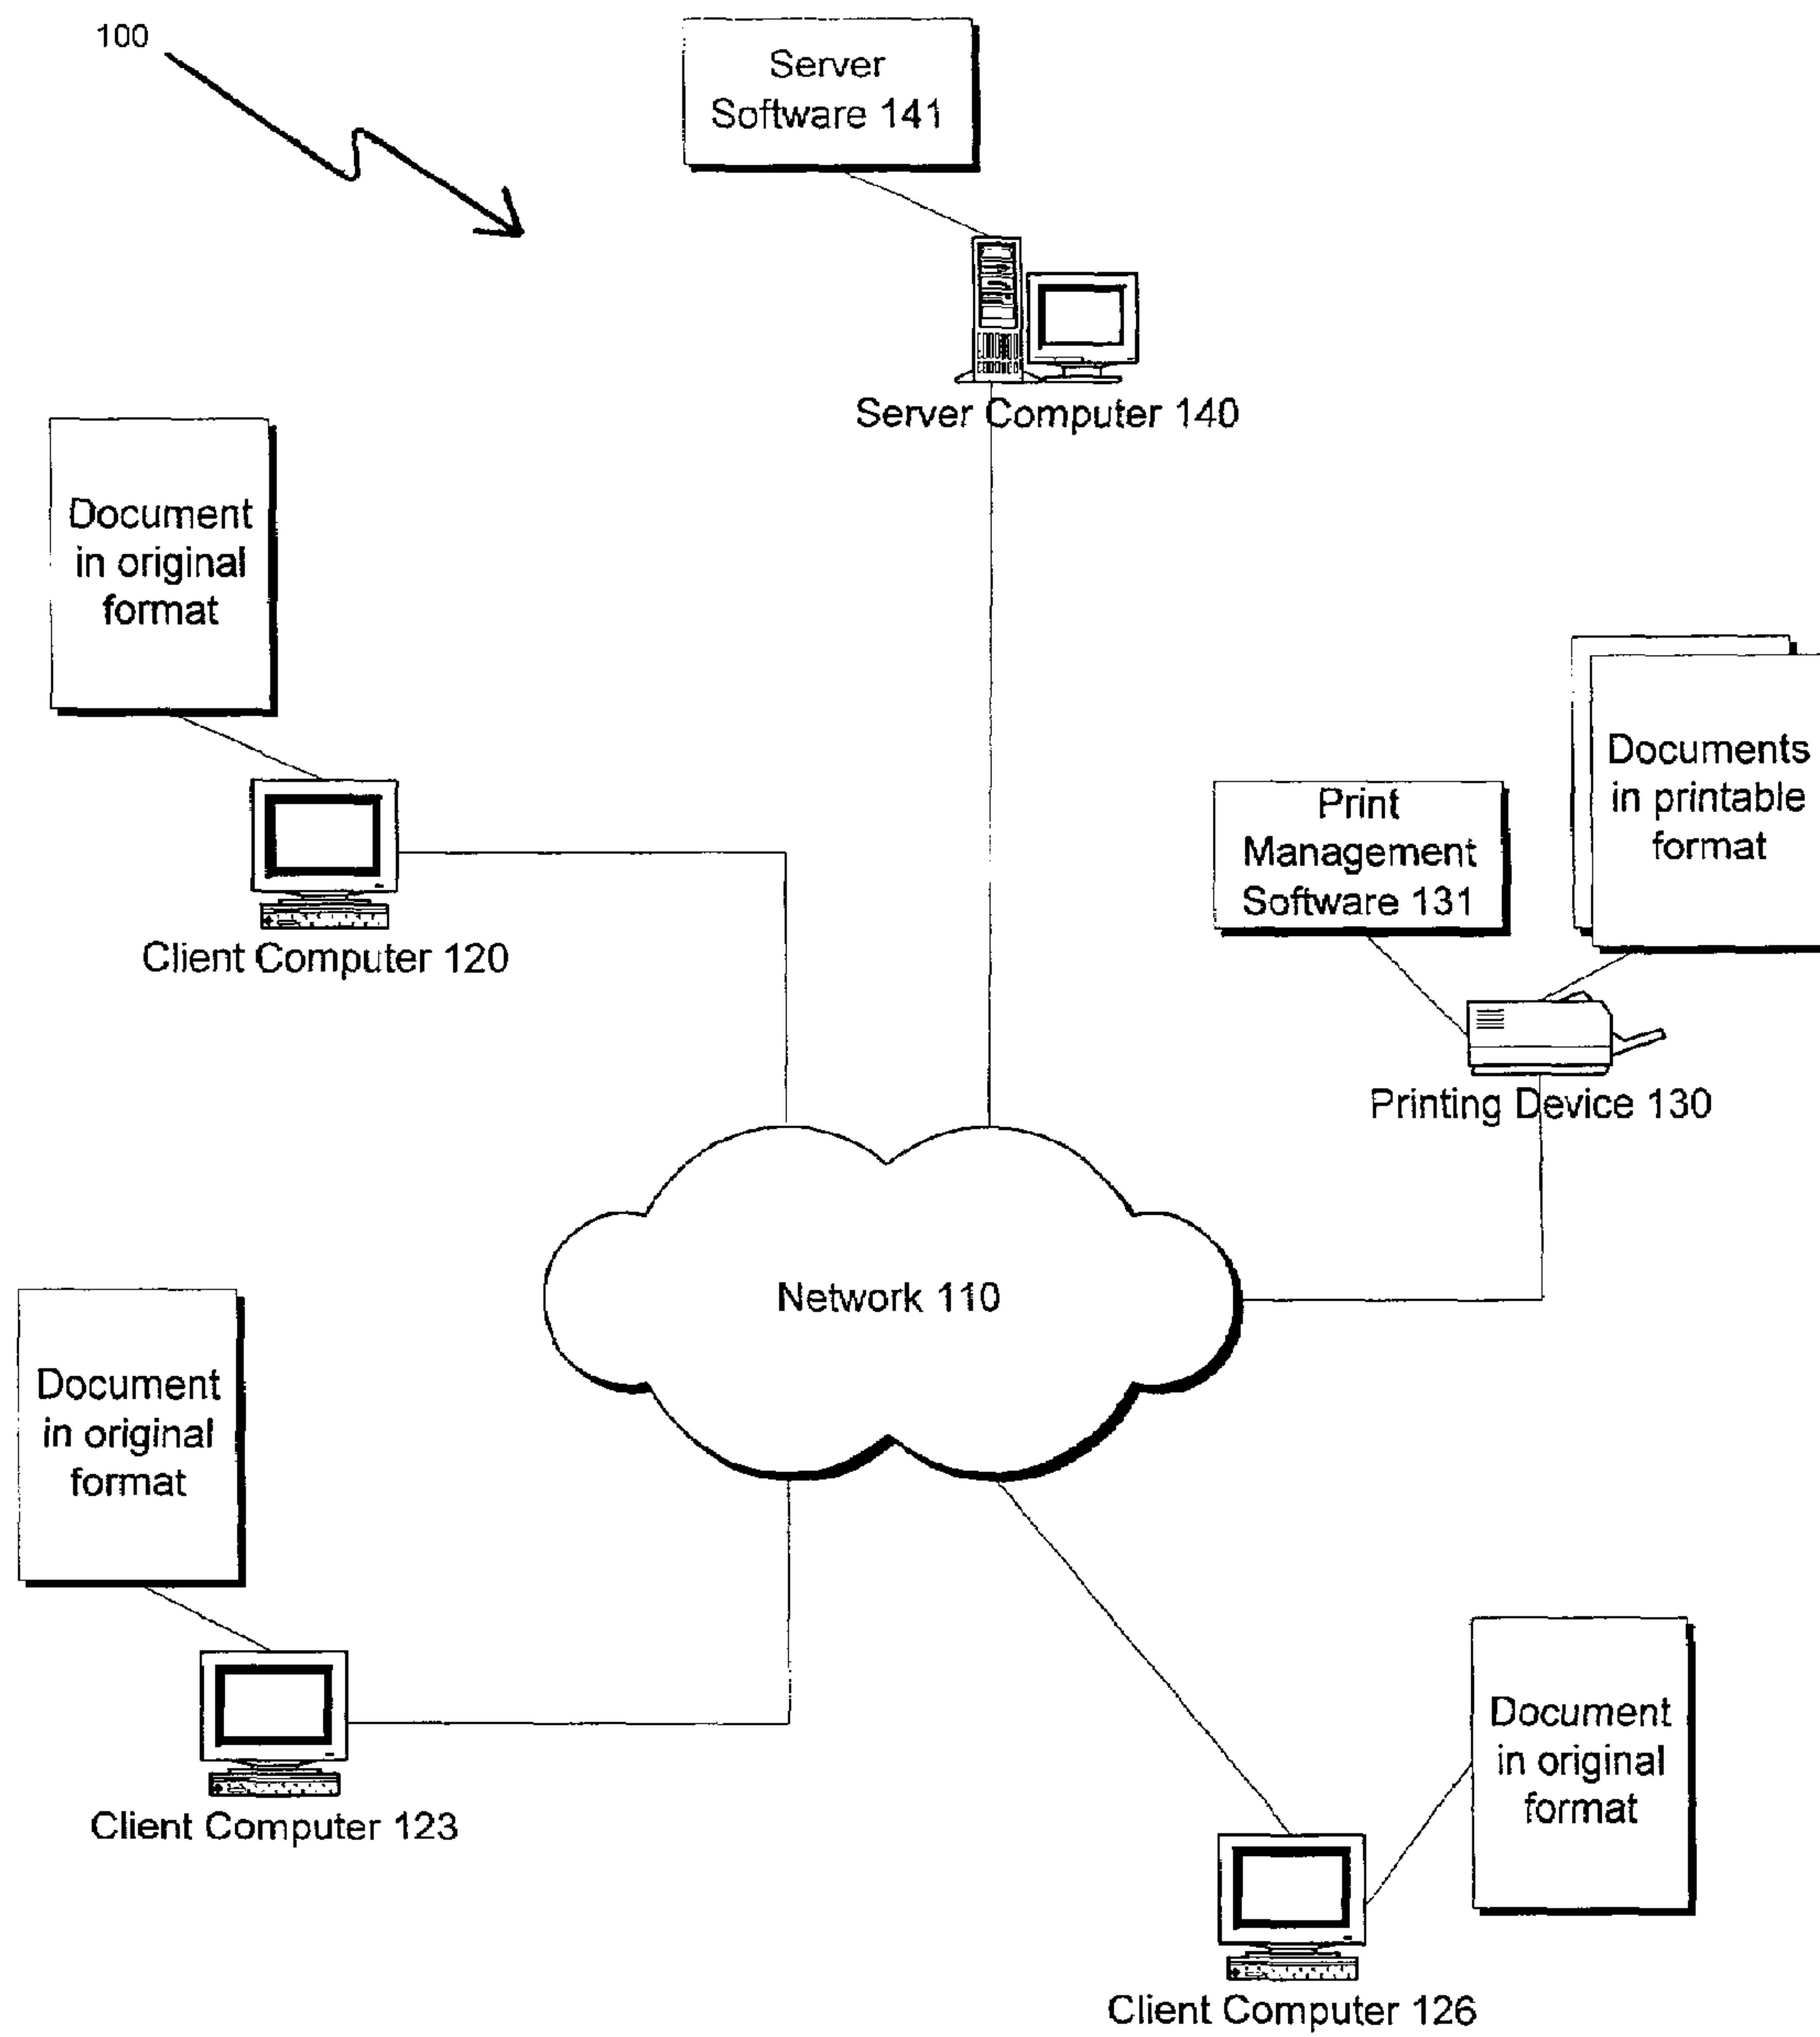 100
Server
Software 141
Server Computer 140
Document
in original
format
Client Computer 120
Documents
in printable
format
Print
Management
Software 131
Printing Device 130
Network 110
Document
in original
format
Client Computer 123
Document
in original
format
Client Computer 126